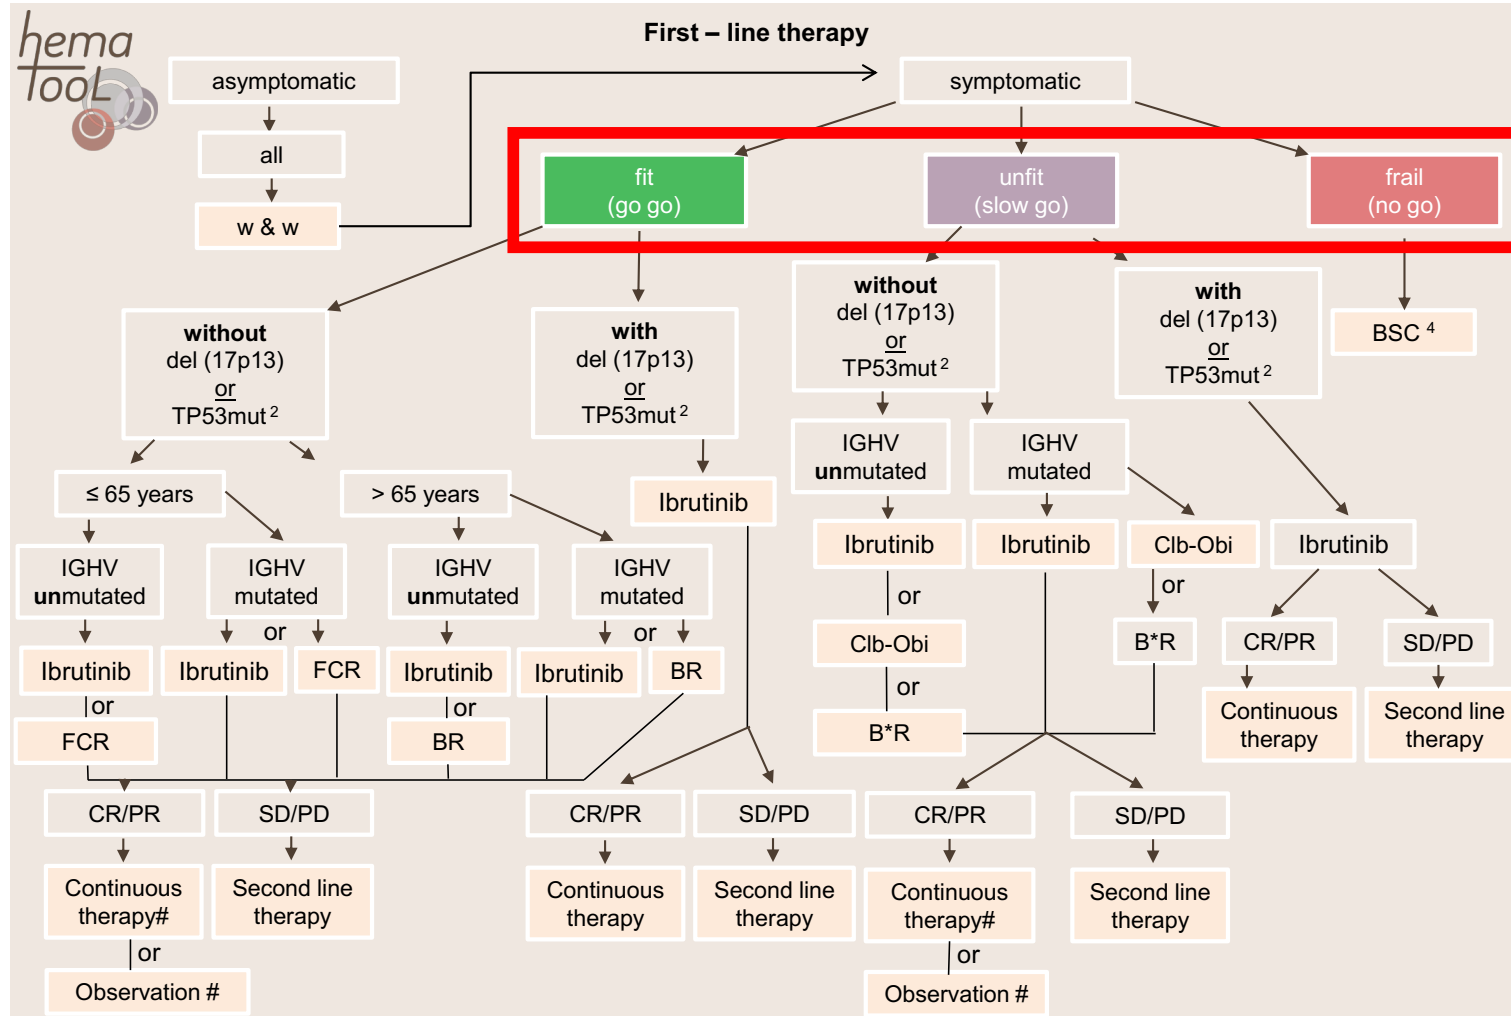 hema
TooL
First – line therapy
asymptomatic
symptomatic
all
w & w
fit
(go go)
unfit
(slow go)
frail
(no go)
without
del (17p13)
or
TP53mut 2
with
del (17p13)
or
TP53mut 2
without
del (17p13)
or
TP53mut 2
with
del (17p13)
or
TP53mut 2
BSC 4
≤ 65 years
> 65 years
Ibrutinib
IGHV
unmutated
IGHV
mutated
IGHV
unmutated
IGHV
mutated
IGHV
unmutated
IGHV
mutated
Ibrutinib
or
FCR
Ibrutinib
or
FCR
Ibrutinib
or
BR
Ibrutinib
or
BR
Ibrutinib
or
Clb-Obi
or
B*R
Ibrutinib
Clb-Obi
or
B*R
Ibrutinib
CR/PR
SD/PD
Continuous
therapy
Second line
therapy
CR/PR
SD/PD
Continuous
therapy#
or
Observation #
Second line
therapy
CR/PR
SD/PD
Continuous
therapy
Second line
therapy
CR/PR
SD/PD
Continuous
therapy#
or
Observation #
Second line
therapy